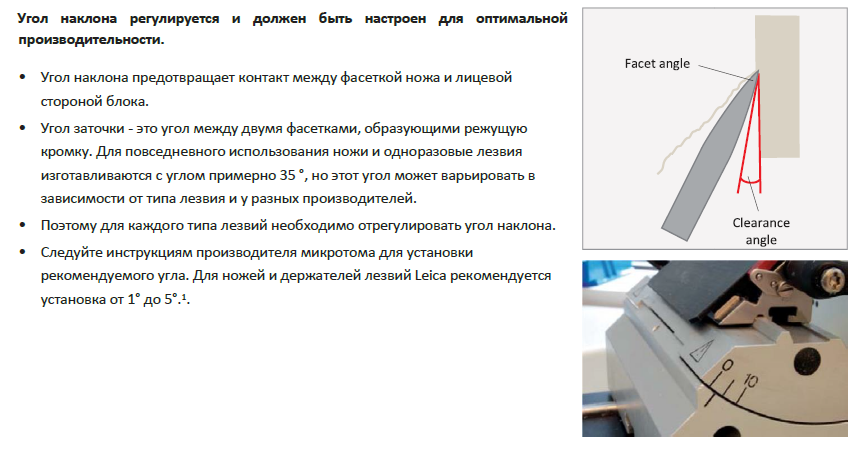 Угол наклона регулируется и должен быть настроен для оптимальной
производительности.
• Угол наклона предотвращает контакт между фасеткой ножа и лицевой
стороной блока.
• Угол заточки - это угол между двумя фасетками, образующими режущую
кромку. Для повседневного использования ножи и одноразовые лезвия
изготавливаются с углом примерно 35 °, но этот угол может варьировать в
зависимости от типа лезвия и у разных производителей.
• Поэтому для каждого типа лезвий необходимо отрегулировать угол наклона.
• Следуйте инструкциям производителя микротома для установки
рекомендуемого угла. Для ножей и держателей лезвий Leica рекомендуется
установка от 1° до 5°.¹.
Facet angle
Clearance
angle
0
10